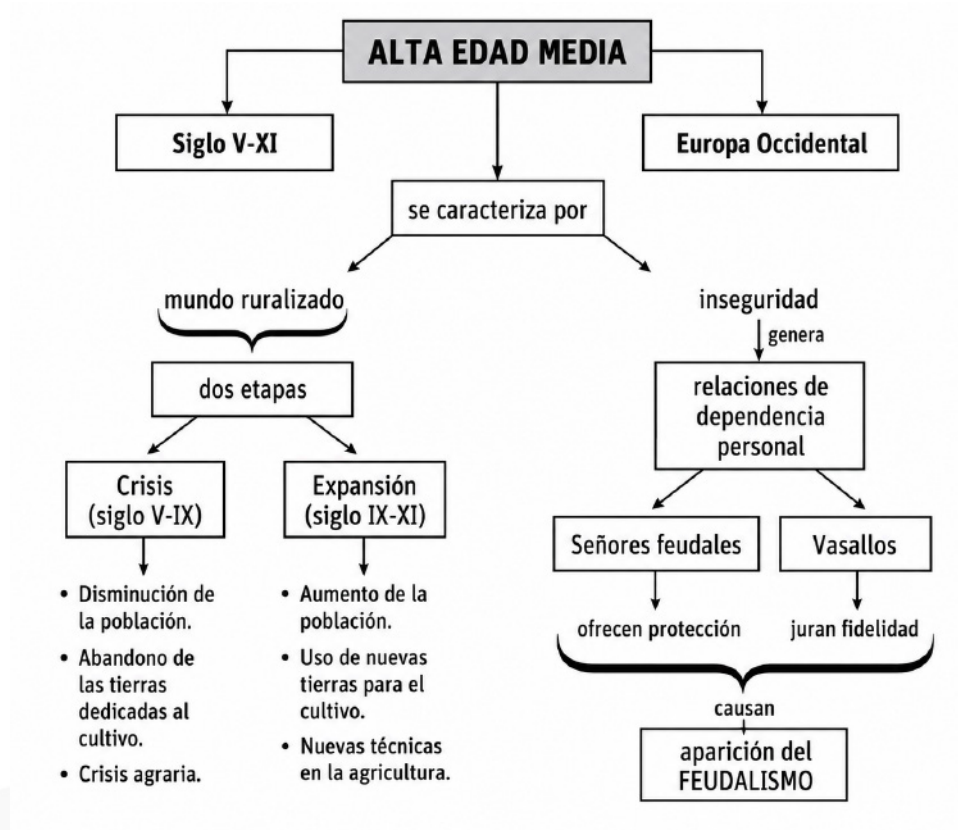 ALTA EDAD MEDIA
Siglo V-XI
Europa Occidental
se caracteriza por
mundo ruralizado
dos etapas
Crisis
(siglo V-IX)
• Disminución de
la población.
• Abandono de
las tierras
dedicadas al
cultivo.
• Crisis agraria.
Expansión
(siglo IX-XI)
• Aumento de la
población.
• Uso de nuevas
tierras para el
cultivo.
• Nuevas técnicas
en la agricultura.
inseguridad
genera
relaciones de
dependencia
personal
Señores feudales
ofrecen protección
Vasallos
juran fidelidad
causan
aparición del
FEUDALISMO